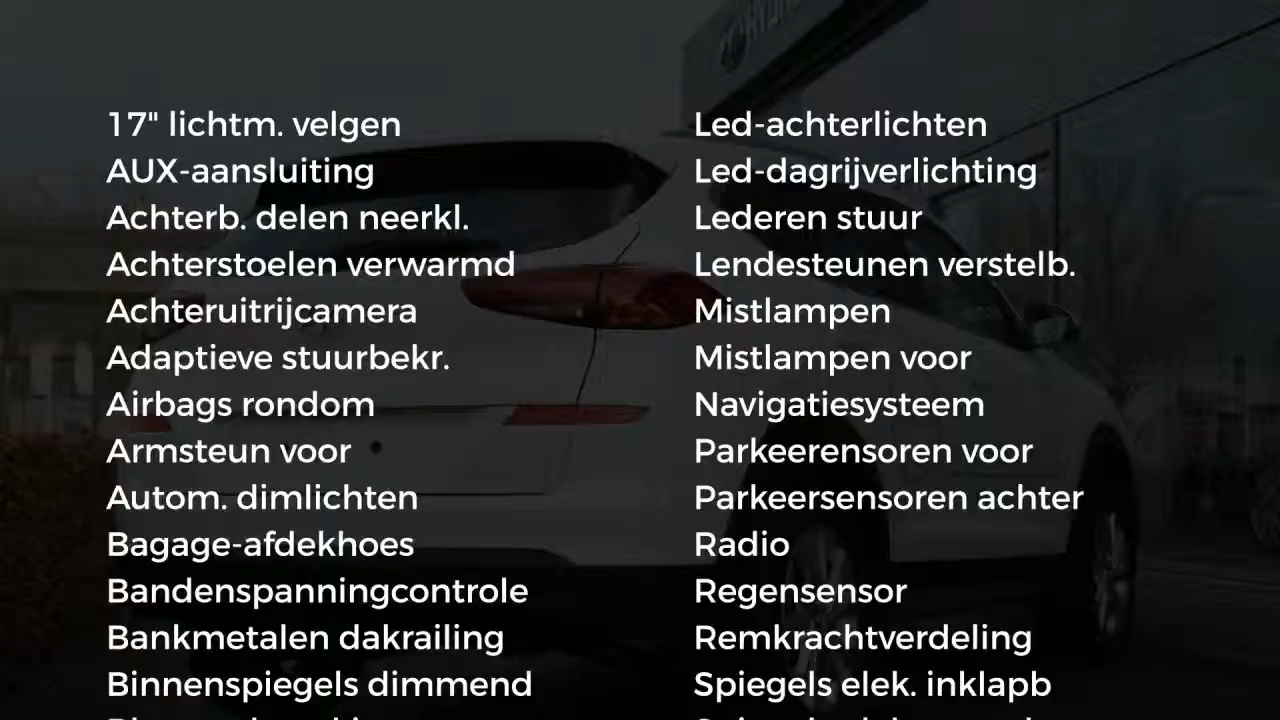 17" lichtm. velgen
AUX-aansluiting
Achterb. delen neerkl.
Achterstoelen verwarmd
Achteruitrijcamera
Adaptieve stuurbekr.
Airbags rondom
Armsteun voor
Autom. dimlichten
Bagage-afdekhoes
Bandenspanningcontrole
Bankmetalen dakrailing
Binnenspiegels dimmend
Led-achterlichten
Led-dagrijverlichting
Lederen stuur
Lendesteunen verstelb.
Mistlampen
Mistlampen voor
Navigatiesysteem
Parkeerensoren voor
Parkeersensoren achter
Radio
Regensensor
Remkrachtverdeling
Spiegels elek. inklapb